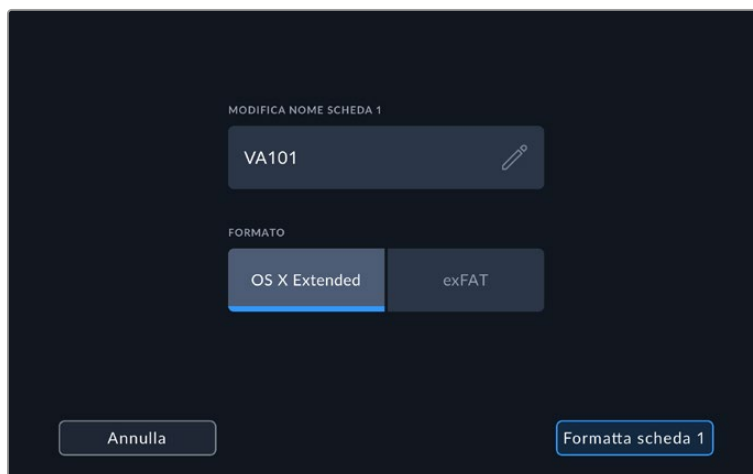 MODIFICA NOME SCHEDA 1
VA101
FORMATO
OS X Extended
exFAT
Annulla
Formatta scheda 1